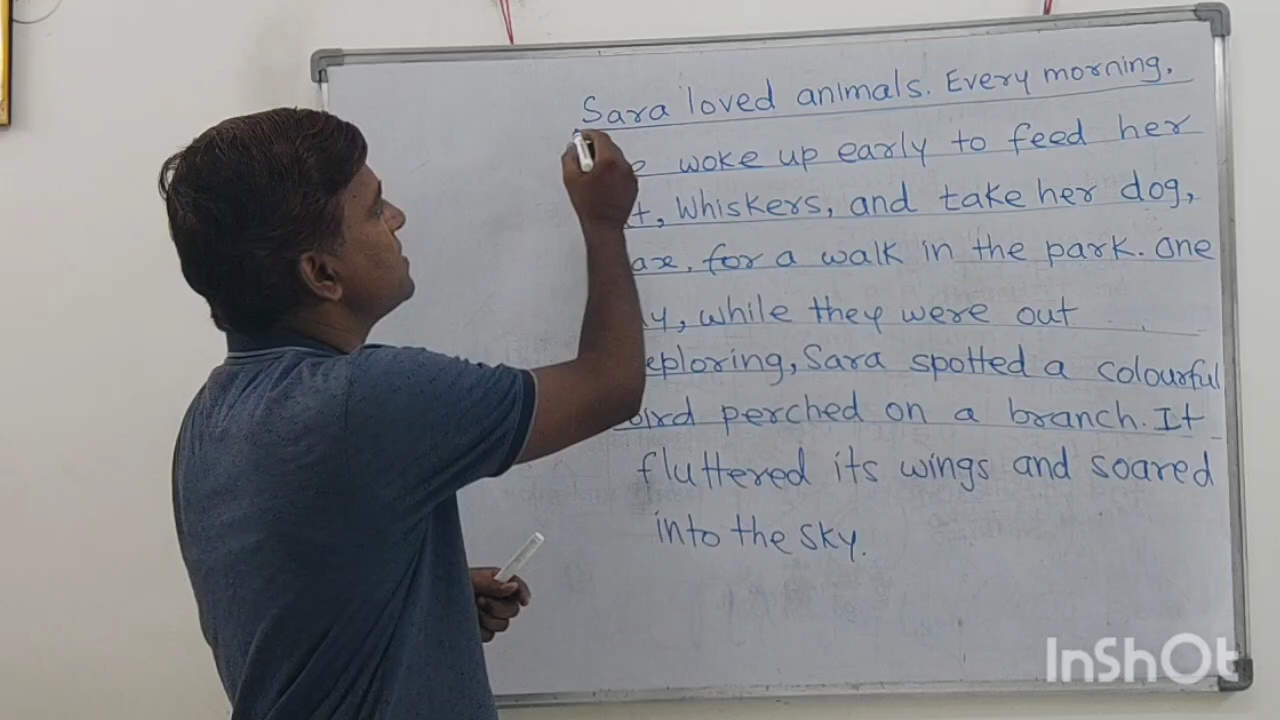 Sara loved animals. Every morning,
woke up early to feed her
Whiskers, and take her dog,
for a walk in the park. One
while they were out
eploring, Sara spotted a colourful
bird perched on a branch. It
fluttered its wings and soared
into the sky.
InShOt